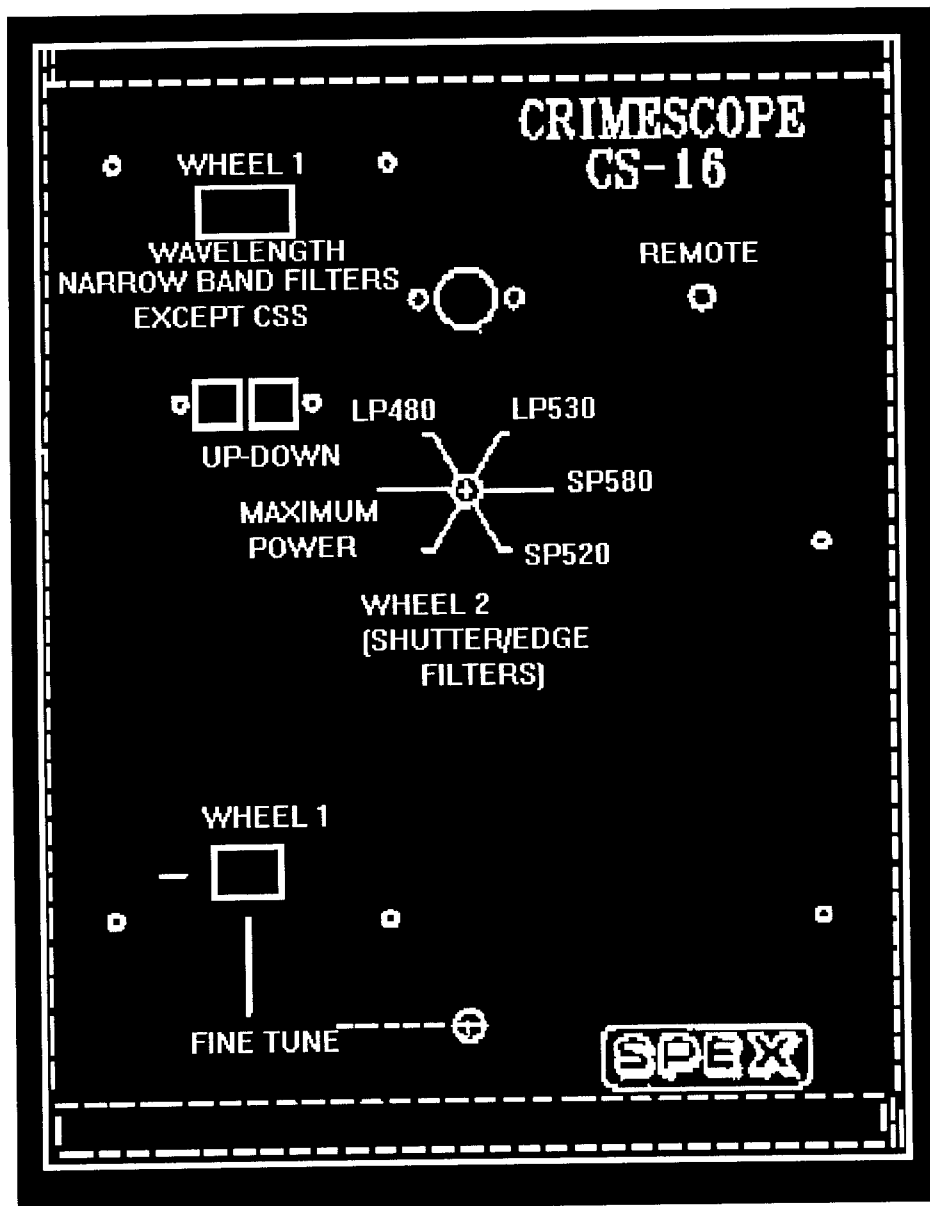 CRIMESCOPE
CS-16
WHEEL 1
WAVELENGTH
NARROW BAND FILTERS
EXCEPT CSS
REMOTE
UP-DOWN
LP480
LP530
SP580
SP520
MAXIMUM
POWER
WHEEL 2
(SHUTTER/EDGE
FILTERS)
WHEEL 1
FINE TUNE
SPEX